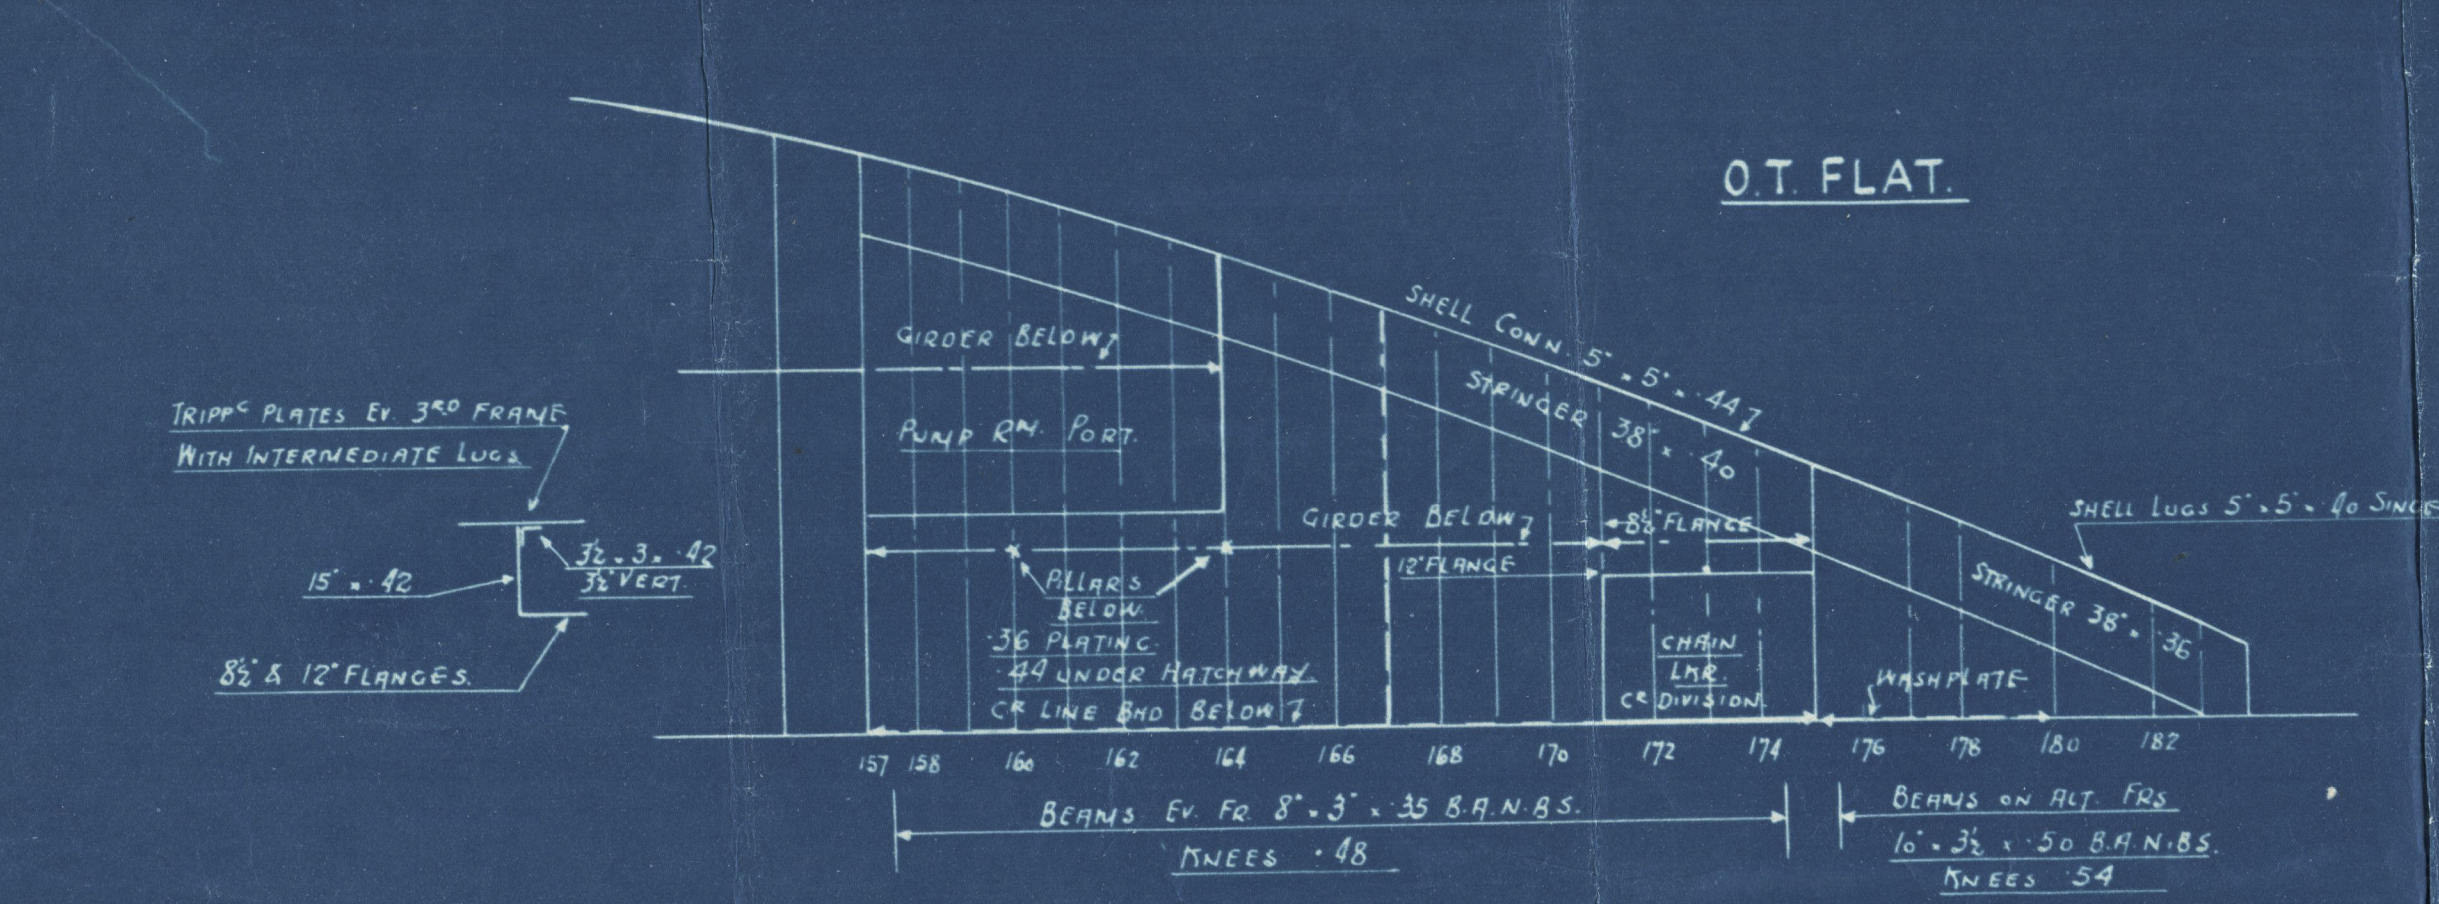 O.T. FLAT.
SHELL CONN. 5" × 5" × .44
STRINGER 38" × .40
GIRDER BELOW
PUMP RM. PORT.
TRIPPG PLATES EV. 3RD FRAME
WITH INTERMEDIATE LUGS
3½ × 3 × .42
3½" VERT.
15" × .42
8½" & 12" FLANGES.
GIRDER BELOW
8½" FLANGE
12" FLANGE
PILLARS
BELOW.
.36 PLATING.
.44 UNDER HATCHWAY.
CR LINE BHD BELOW
CHAIN
LKR.
CR DIVISION.
SHELL LUGS 5" × 5" × .40
STRINGER 38" × .36
WASHPLATE.
157 158 160 162 164 166 168 170 172 174 176 178 180 182
BEAMS EV. FR. 8" × 3" × .35 B.A.N.BS.
KNEES .48
BEAMS ON ALT. FRS
10" × 3½ × .50 B.A.N.BS.
KNEES .54